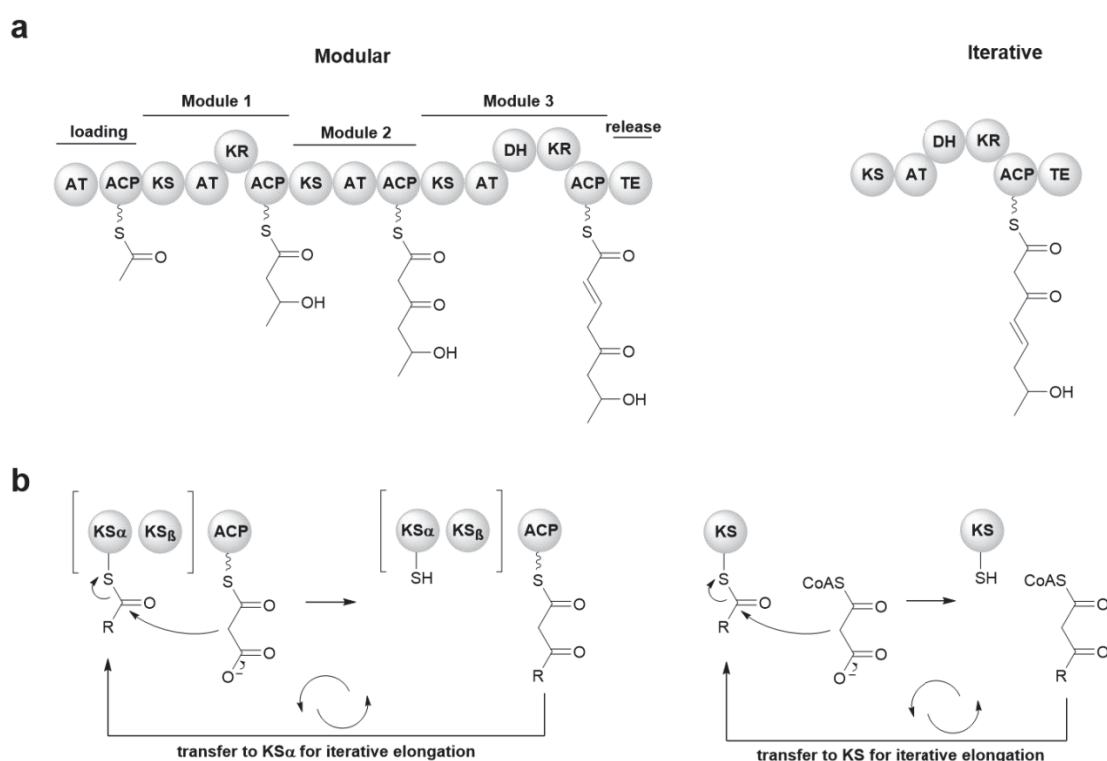 a
Modular
Iterative
Module 1
Module 3
loading
Module 2
release
KR
DH
KR
AT
ACP
KS
AT
ACP
KS
AT
ACP
KS
AT
ACP
TE
DH
KR
KS
AT
ACP
TE
S
O
S
O
OH
S
O
O
OH
S
O
O
OH
S
O
O
OH
b
KSα
KSß
ACP
KSα
KSß
ACP
KS
KS
S
O
R
S
O
O
O−
SH
S
O
O
R
S
O
R
CoAS
O
O
O−
SH
CoAS
O
O
R
transfer to KSα for iterative elongation
transfer to KS for iterative elongation